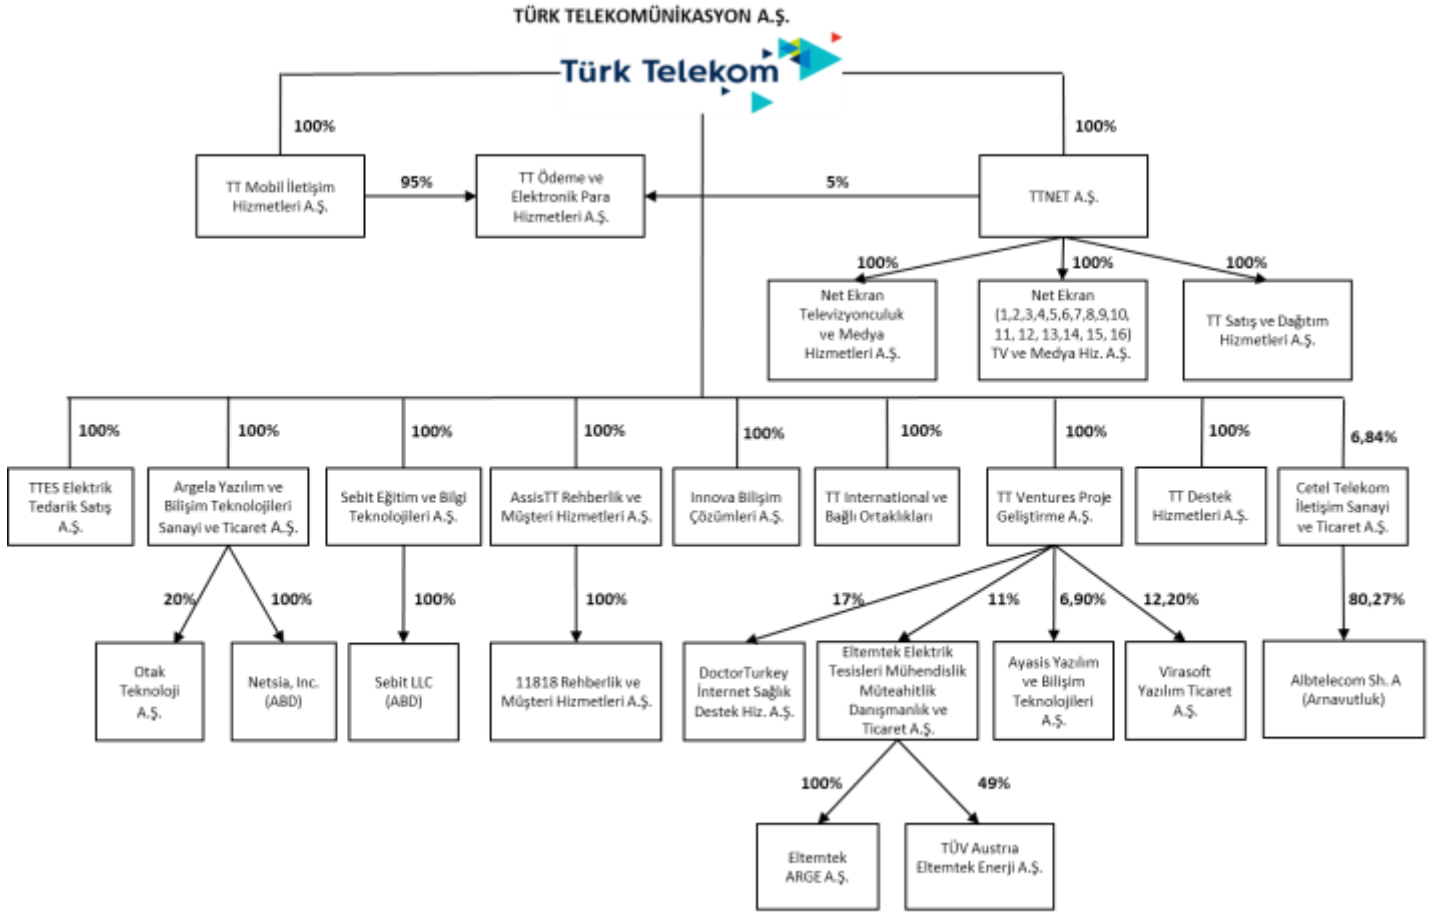 TÜRK TELEKOMÜNİKASYON A.Ş.
Türk Telekom
100%
100%
TT Mobil İletişim
Hizmetleri A.Ş.
95%
TT Ödeme ve
Elektronik Para
Hizmetleri A.Ş.
5%
TTNET A.Ş.
100%
100%
100%
Net Ekran
Televizyonculuk
ve Medya
Hizmetleri A.Ş.
Net Ekran
(1,2,3,4,5,6,7,8,9,10,
11, 12, 13,14, 15, 16)
TV ve Medya Hiz. A.Ş.
TT Satış ve Dağıtım
Hizmetleri A.Ş.
100%
100%
100%
100%
100%
100%
100%
100%
6,84%
TTES Elektrik
Tedarik Satış
A.Ş.
Argela Yazılım ve
Bilişim Teknolojileri
Sanayi ve Ticaret A.Ş.
Sebit Eğitim ve Bilgi
Teknolojileri A.Ş.
AssisTT Rehberlik ve
Müşteri Hizmetleri A.Ş.
Innova Bilişim
Çözümleri A.Ş.
TT International ve
Bağlı Ortaklıkları
TT Ventures Proje
Geliştirme A.Ş.
TT Destek
Hizmetleri A.Ş.
Cetel Telekom
İletişim Sanayi
ve Ticaret A.Ş.
20%
100%
100%
100%
17%
11%
6,90%
12,20%
80,27%
Otak
Teknoloji
A.Ş.
Netsia, Inc.
(ABD)
Sebit LLC
(ABD)
11818 Rehberlik ve
Müşteri Hizmetleri A.Ş.
DoctorTurkey
İnternet Sağlık
Destek Hiz. A.Ş.
Eltemtek Elektrik
Tesisleri Mühendislik
Müteahitlik
Danışmanlık ve
Ticaret A.Ş.
Ayasis Yazılım
ve Bilişim
Teknolojileri
A.Ş.
Virasoft
Yazılım Ticaret
A.Ş.
Albtelecom Sh. A
(Arnavutluk)
100%
49%
Eltemtek
ARGE A.Ş.
TÜV Austria
Eltemtek Enerji A.Ş.